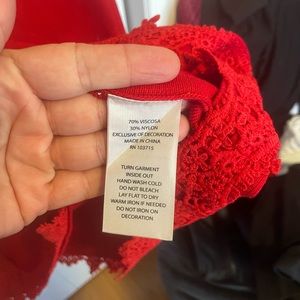 70% VISCOSA
30% NYLON
EXCLUSIVE OF DECORATION
MADE IN CHINA
RN 103715
TURN GARMENT
INSIDE OUT
HAND WASH COLD
DO NOT BLEACH
LAY FLAT TO DRY
WARM IRON IF NEEDED
DO NOT IRON ON
DECORATION